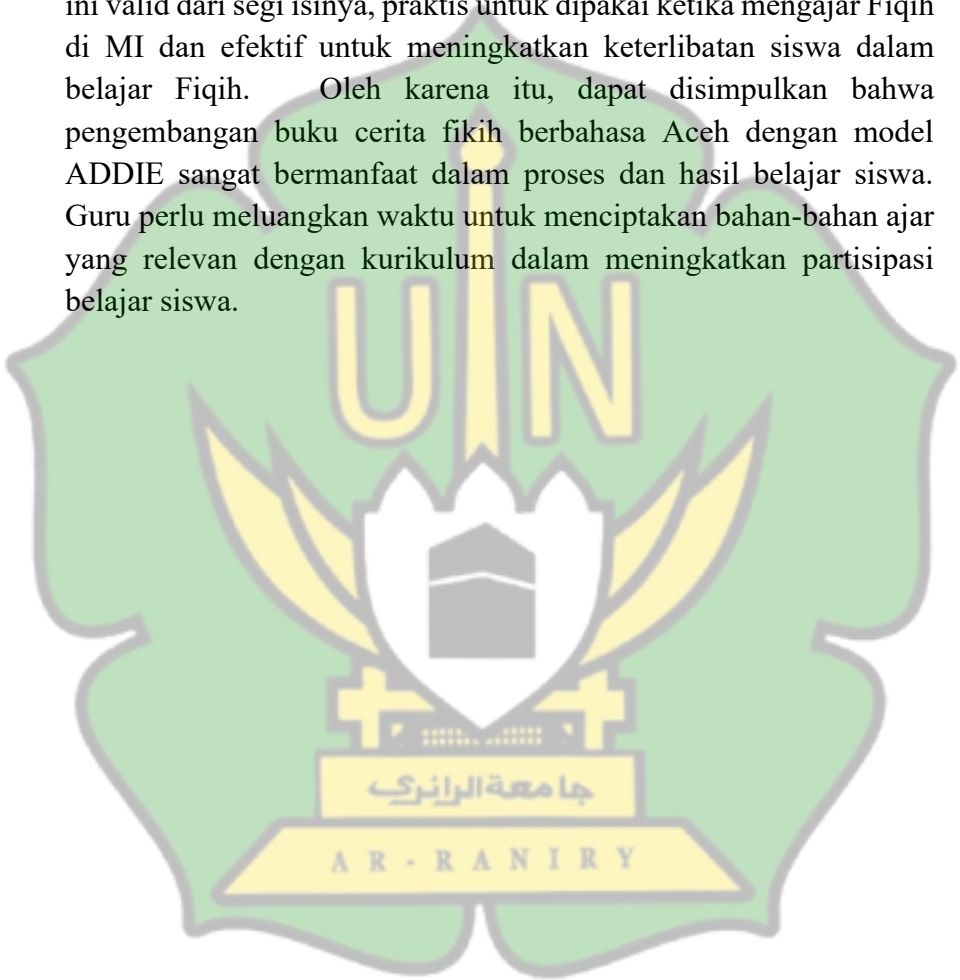 ini valid dari segi isinya, praktis untuk dipakai ketika mengajar Fiqih
di MI dan efektif untuk meningkatkan keterlibatan siswa dalam
belajar Fiqih. Oleh karena itu, dapat disimpulkan bahwa
pengembangan buku cerita fikih berbahasa Aceh dengan model
ADDIE sangat bermanfaat dalam proses dan hasil belajar siswa.
Guru perlu meluangkan waktu untuk menciptakan bahan-bahan ajar
yang relevan dengan kurikulum dalam meningkatkan partisipasi
belajar siswa.
UIN
جامعة الرانري
AR-RANIRY